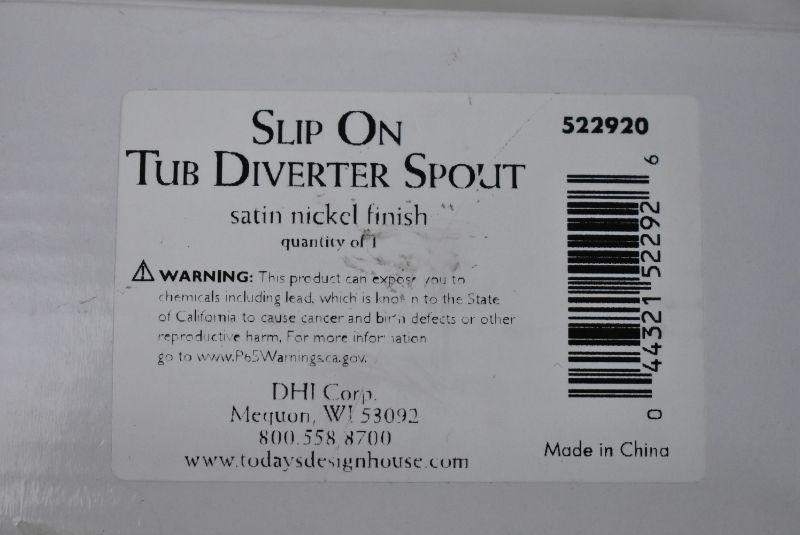 SLIP ON
TUB DIVERTER SPOUT
satin nickel finish
quantity of 1
⚠ WARNING: This product can expose you to
chemicals including lead, which is known to the State
of California to cause cancer and birth defects or other
reproductive harm. For more information
go to www.P65Warnings.ca.gov.
DHI Corp.
Mequon, WI 53092
800.558.8700
www.todaysdesignhouse.com
522920
0 44321 52292 6
Made in China